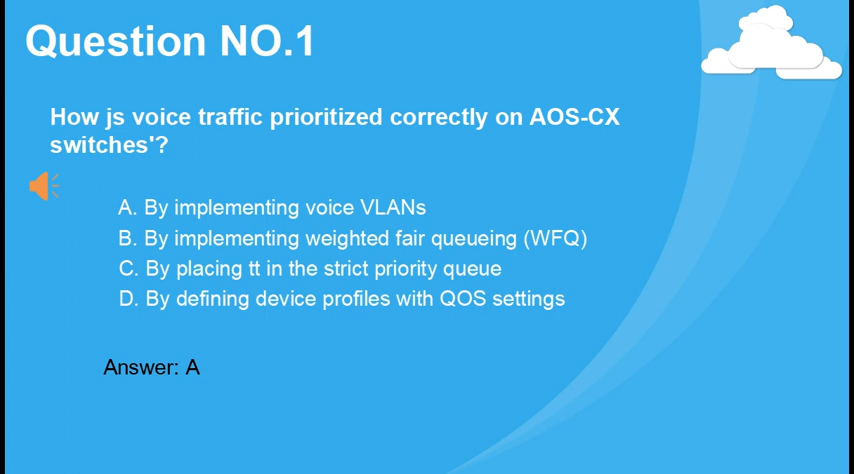 Question NO.1
How js voice traffic prioritized correctly on AOS-CX
switches'?
A. By implementing voice VLANs
B. By implementing weighted fair queueing (WFQ)
C. By placing tt in the strict priority queue
D. By defining device profiles with QOS settings
Answer: A